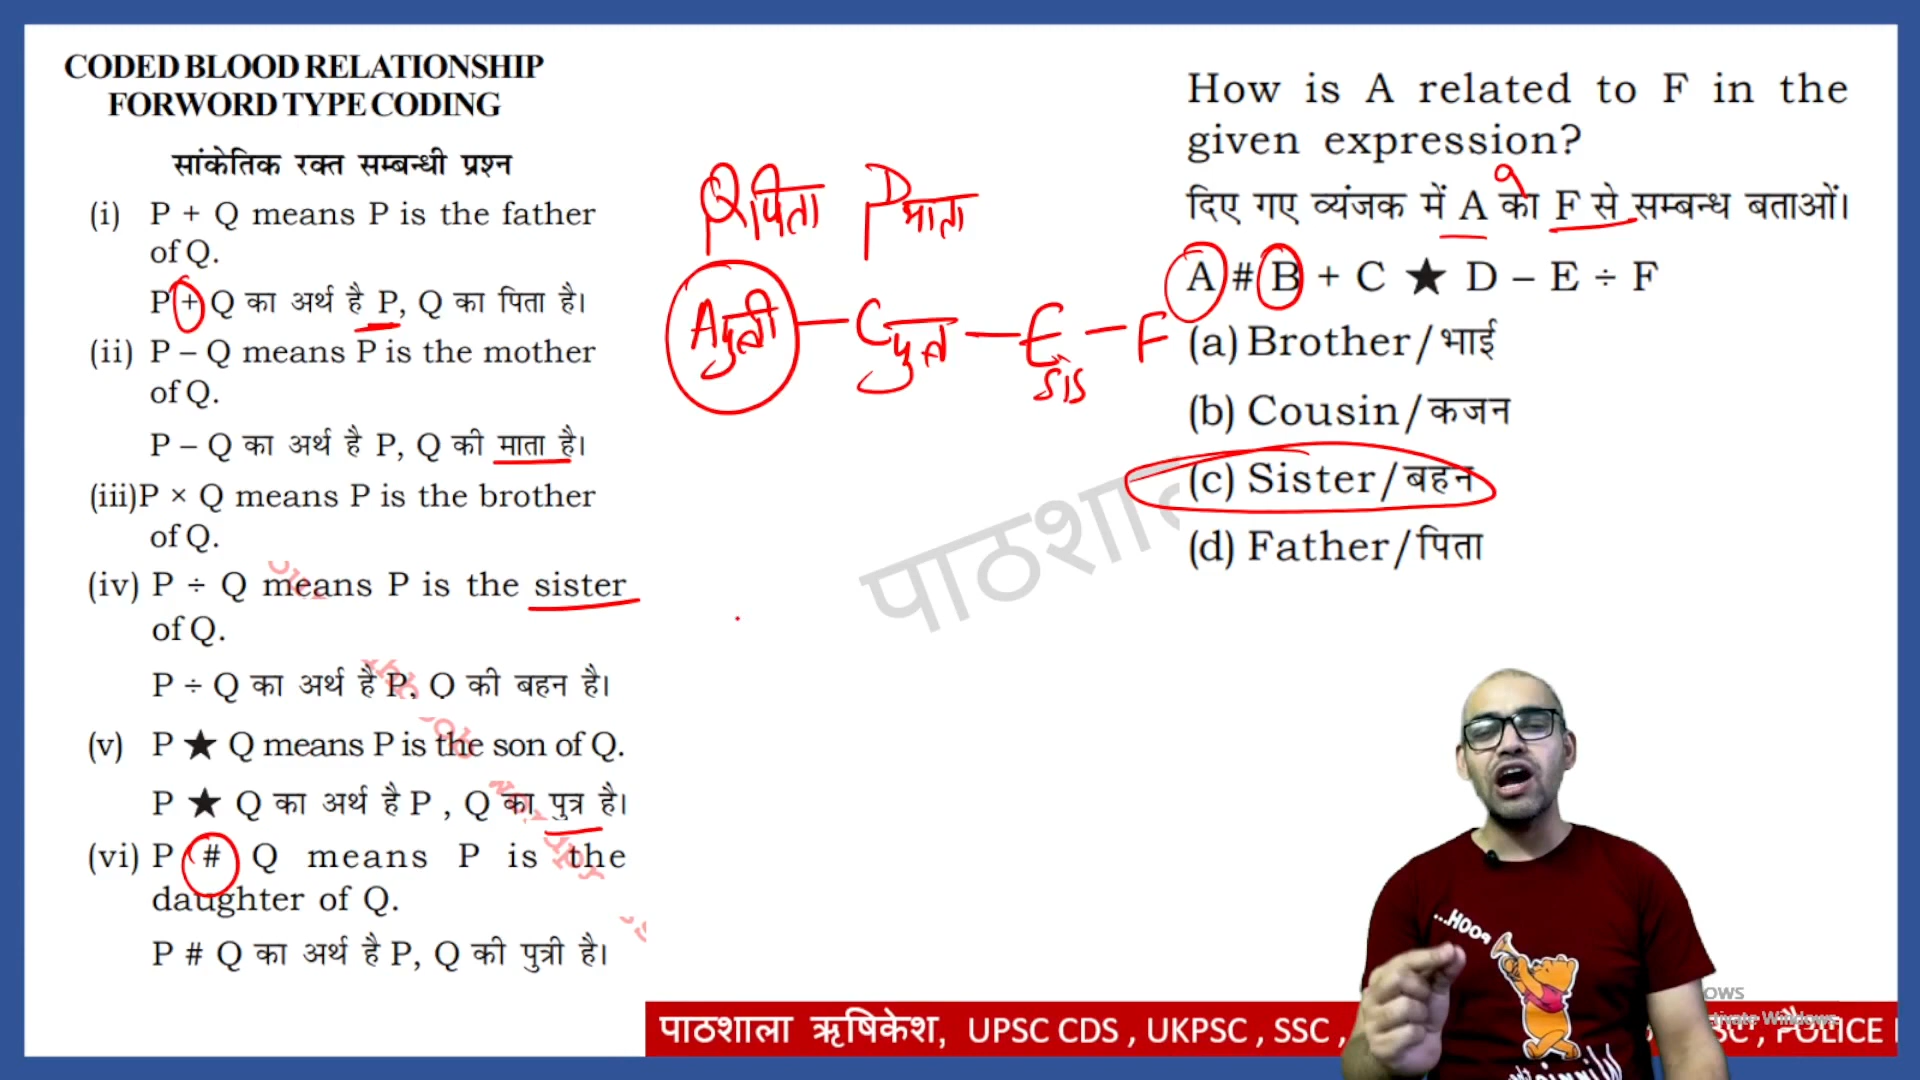 CODED BLOOD RELATIONSHIP
FORWORD TYPE CODING
सांकेतिक रक्त सम्बन्धी प्रश्न
(i) P + Q means P is the father
of Q.
P + Q का अर्थ है P, Q का पिता है।
(ii) P – Q means P is the mother
of Q.
P – Q का अर्थ है P, Q की माता है।
(iii) P × Q means P is the brother
of Q.
(iv) P ÷ Q means P is the sister
of Q.
P ÷ Q का अर्थ है P, Q की बहन है।
(v) P ★ Q means P is the son of Q.
P ★ Q का अर्थ है P , Q का पुत्र है।
(vi) P # Q means P is the
daughter of Q.
P # Q का अर्थ है P, Q की पुत्री है।
पिता D माता
A पुत्री — C पुत्र — E — F
sis
पाठशाला
How is A related to F in the
given expression?
दिए गए व्यंजक में A का F से सम्बन्ध बताओं।
A # B + C ★ D – E ÷ F
(a) Brother/भाई
(b) Cousin/कजन
(c) Sister/बहन
(d) Father/पिता
POOH...
पाठशाला ऋषिकेश, UPSC CDS , UKPSC , SSC ,
SC , POLICE